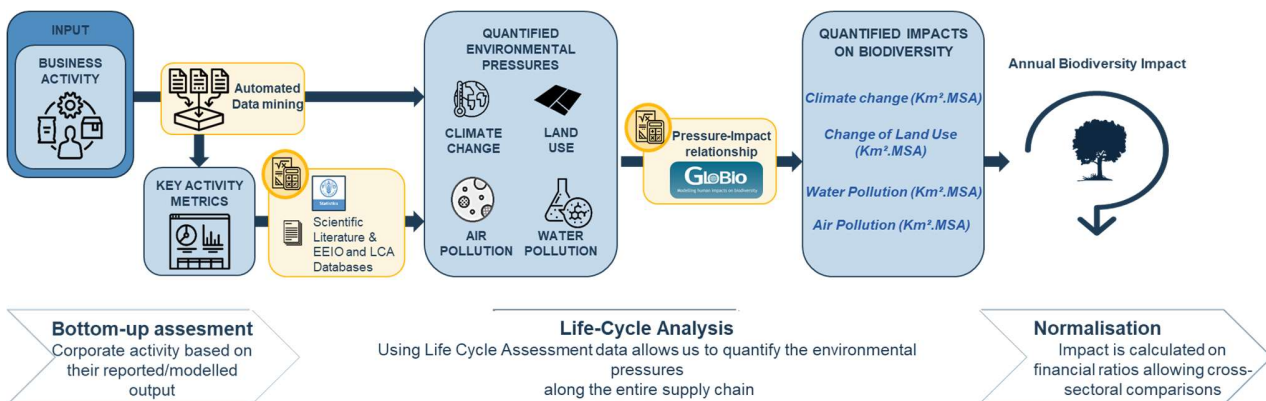 INPUT
BUSINESS
ACTIVITY
Automated
Data mining
KEY ACTIVITY
METRICS
Scientific
Literature &
EEIO and LCA
Databases
QUANTIFIED
ENVIRONMENTAL
PRESSURES
CLIMATE
CHANGE
LAND
USE
AIR
POLLUTION
WATER
POLLUTION
Pressure-Impact
relationship
GLOBIO
Modelling human impacts on biodiversity
QUANTIFIED IMPACTS
ON BIODIVERSITY
Climate change (Km².MSA)
Change of Land Use
(Km².MSA)
Water Pollution (Km².MSA)
Air Pollution (Km².MSA)
Annual Biodiversity Impact
Bottom-up assesment
Corporate activity based on
their reported/modelled
output
Life-Cycle Analysis
Using Life Cycle Assessment data allows us to quantify the environmental
pressures
along the entire supply chain
Normalisation
Impact is calculated on
financial ratios allowing cross-
sectoral comparisons